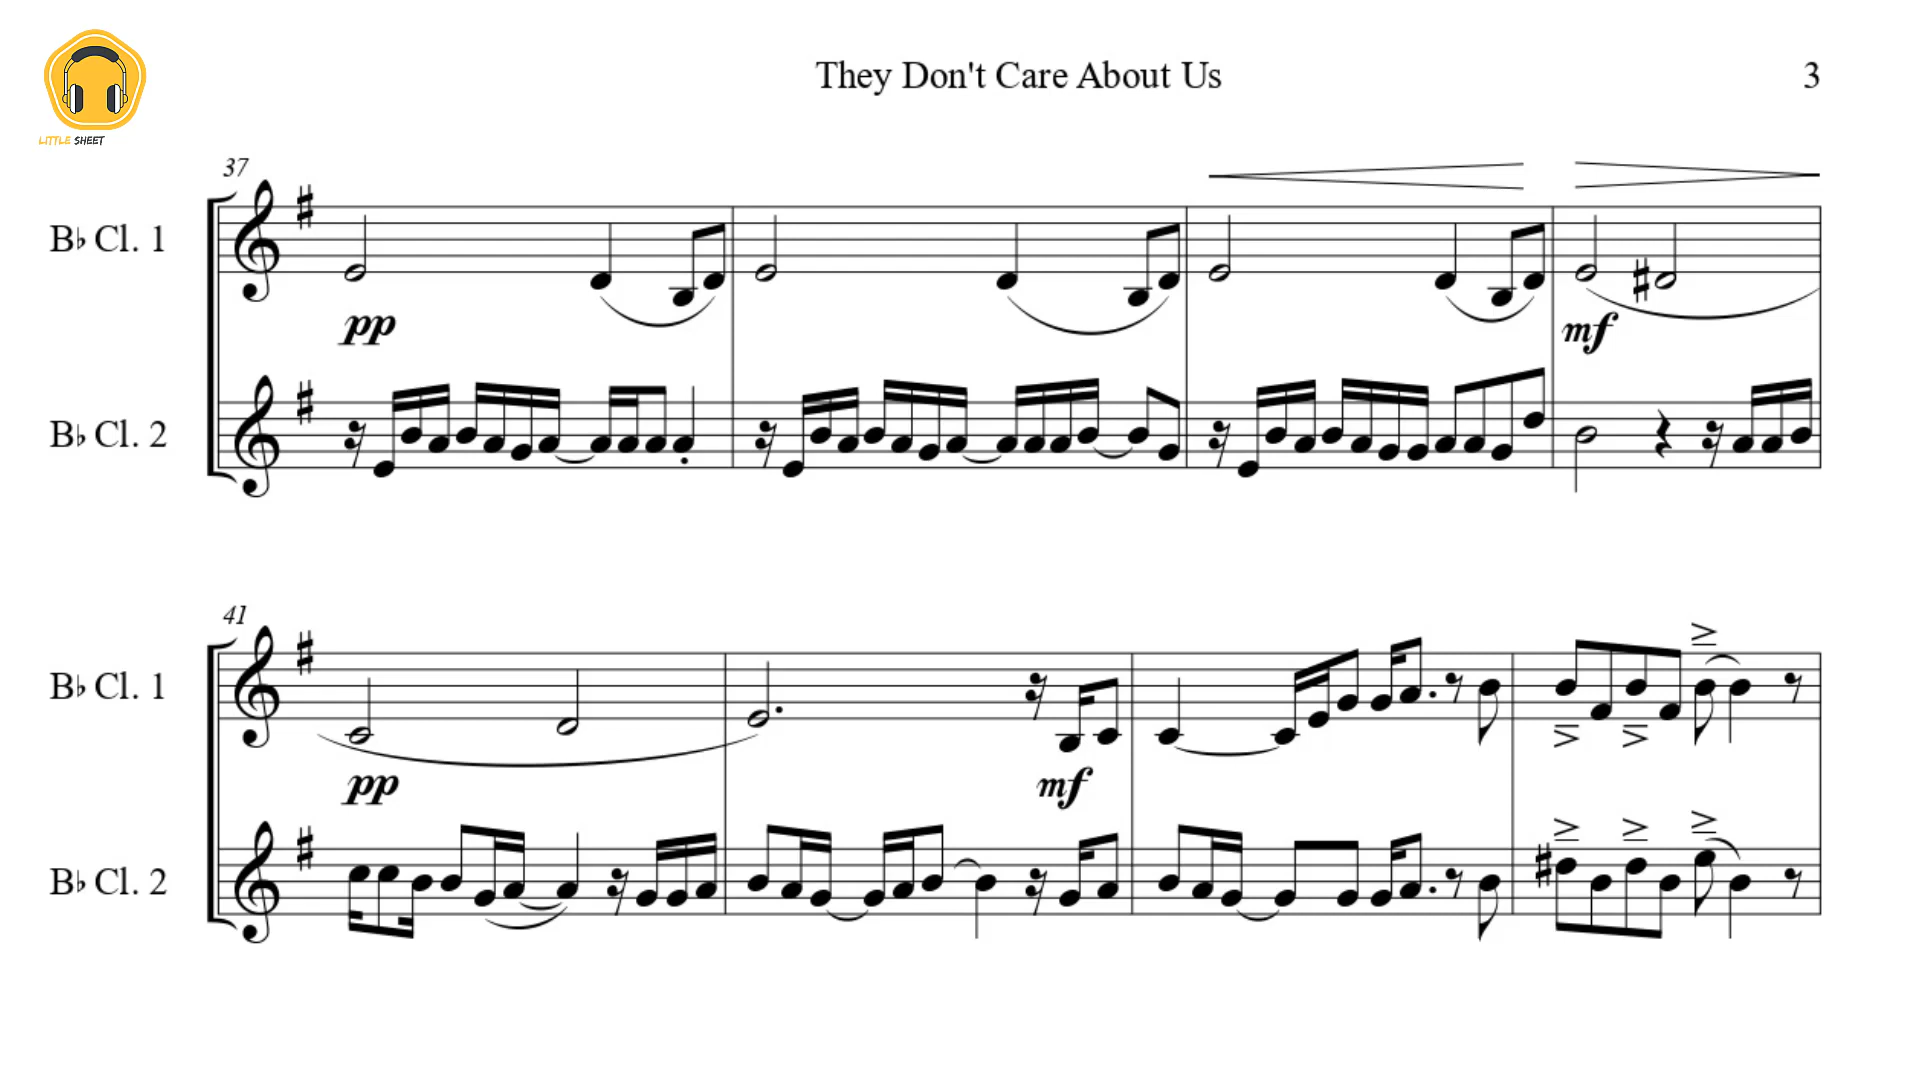 LITTLE SHEET
They Don't Care About Us
3
37
B♭ Cl. 1
pp
mf
B♭ Cl. 2
41
B♭ Cl. 1
pp
mf
B♭ Cl. 2